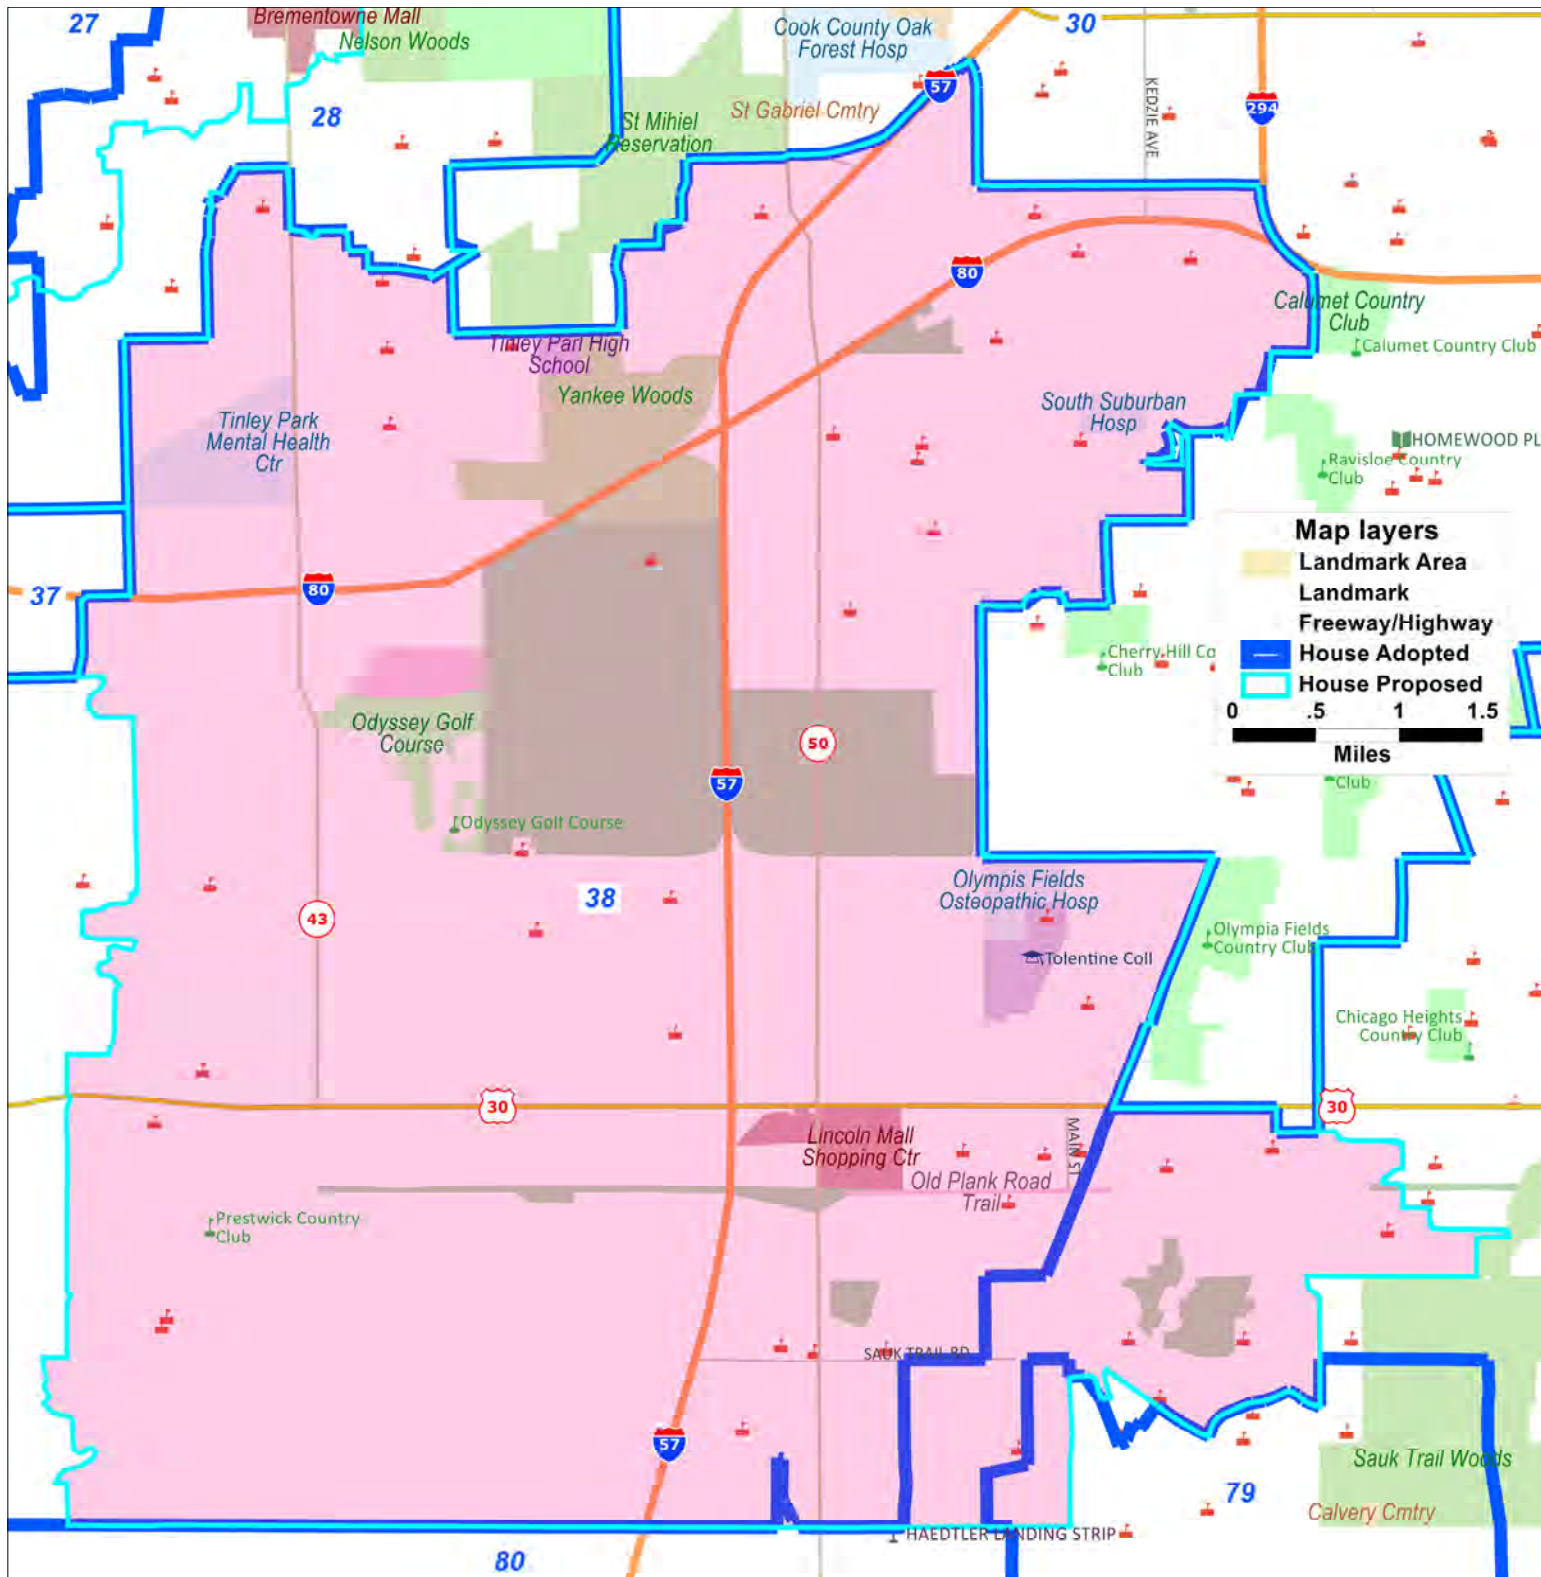 27
Brementowne Mall
Nelson Woods
Cook County Oak
Forest Hosp
30
57
KEDZIE AVE
294
28
St Gabriel Cmtry
St Mihiel
Reservation
80
Calumet Country
Club
Calumet Country Club
Tinley Parl High
School
Yankee Woods
South Suburban
Hosp
Tinley Park
Mental Health
Ctr
HOMEWOOD PL
Ravisloe Country
Club
Map layers
Landmark Area
Landmark
Freeway/Highway
House Adopted
House Proposed
0 .5 1 1.5
Miles
37
80
Cherry Hill Co
Club
Odyssey Golf
Course
50
57
Club
Odyssey Golf Course
38
Olympis Fields
Osteopathic Hosp
43
Olympia Fields
Country Club
Tolentine Coll
Chicago Heights
Country Club
30
30
MAIN ST
Lincoln Mall
Shopping Ctr
Old Plank Road
Trail
Prestwick Country
Club
SAUK TRAIL RD
57
Sauk Trail Woods
79
Calvery Cmtry
HAEDTLER LANDING STRIP
80